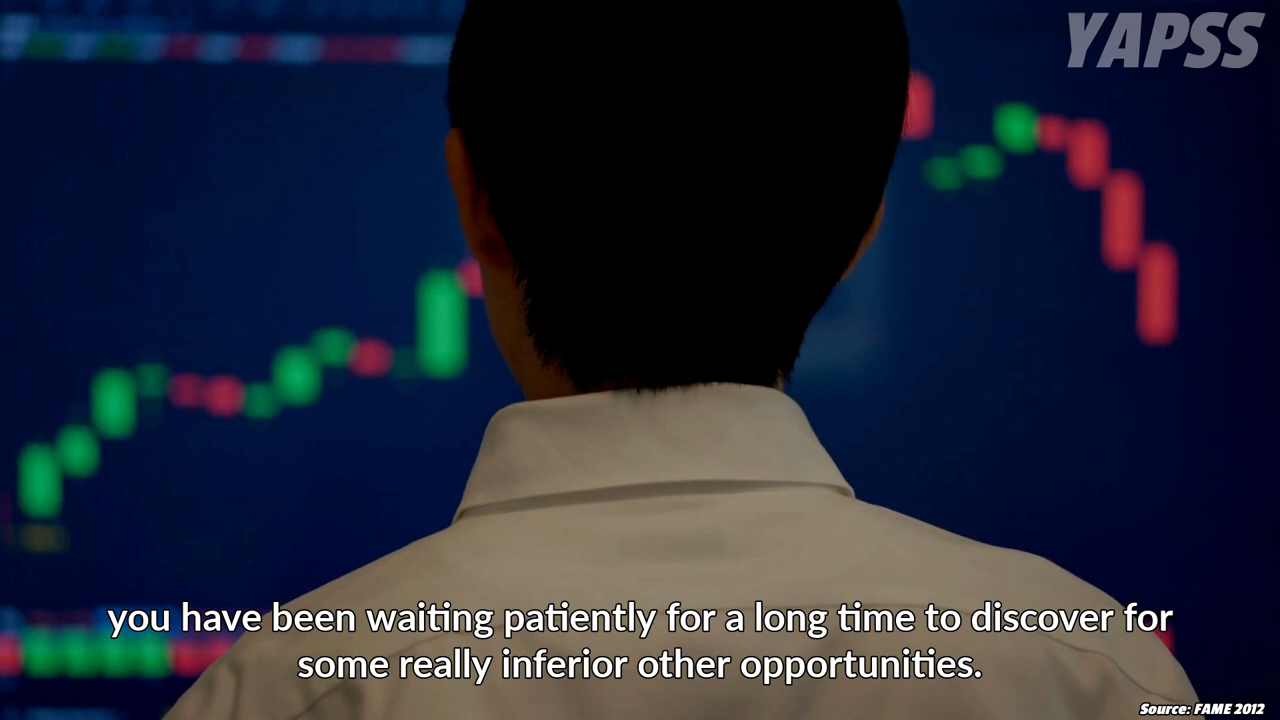 YAPSS
you have been waiting patiently for a long time to discover for
some really inferior other opportunities.
Source: FAME 2012